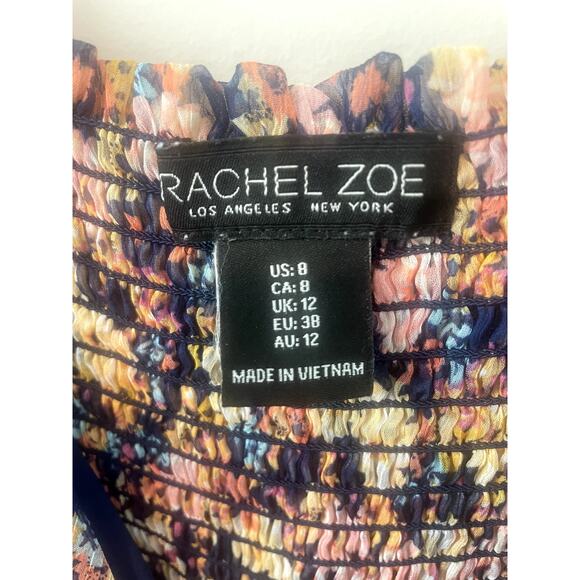 RACHEL ZOE
LOS ANGELES NEW YORK
US: 8
CA: 8
UK: 12
EU: 38
AU: 12
MADE IN VIETNAM